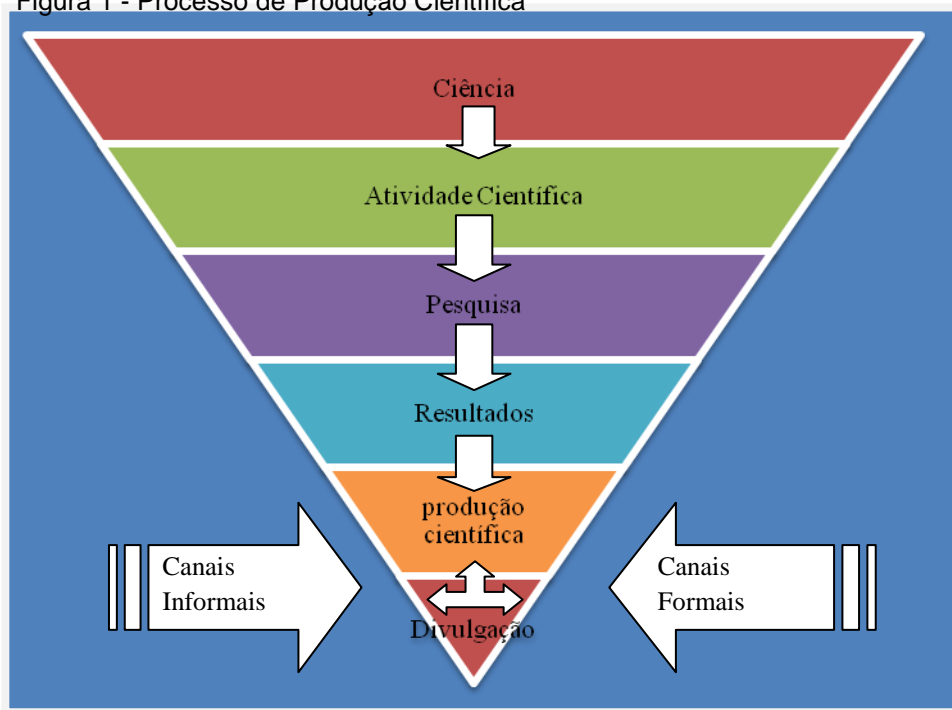 Figura 1 - Processo de Produção Científica
Ciência
Atividade Científica
Pesquisa
Resultados
produção
científica
Canais
Informais
Canais
Formais
Divulgação